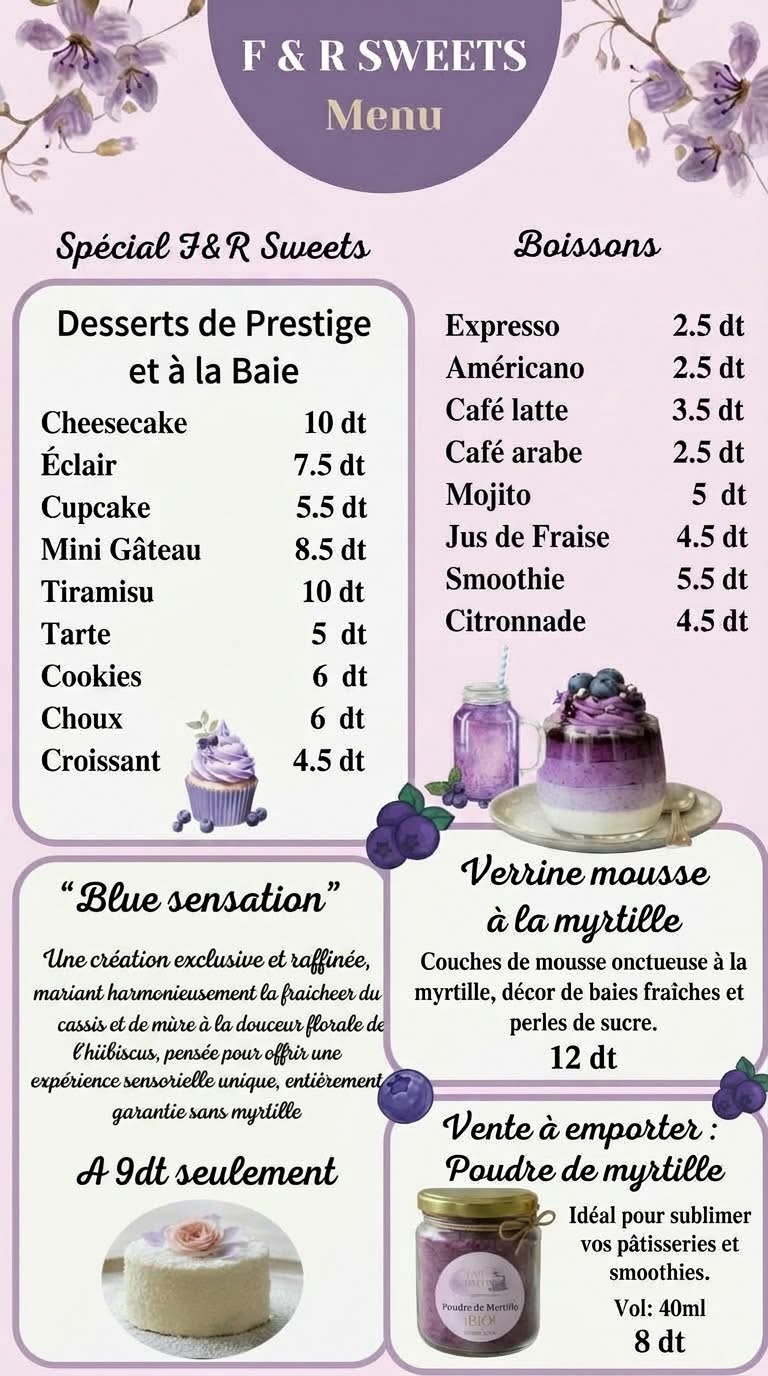 F & R SWEETS
Menu
Spécial F&R Sweets
Desserts de Prestige
et à la Baie
Cheesecake 10 dt
Éclair 7.5 dt
Cupcake 5.5 dt
Mini Gâteau 8.5 dt
Tiramisu 10 dt
Tarte 5 dt
Cookies 6 dt
Choux 6 dt
Croissant 4.5 dt
Boissons
Expresso 2.5 dt
Américano 2.5 dt
Café latte 3.5 dt
Café arabe 2.5 dt
Mojito 5 dt
Jus de Fraise 4.5 dt
Smoothie 5.5 dt
Citronnade 4.5 dt
“Blue sensation”
Une création exclusive et raffinée,
mariant harmonieusement la fraicheer du
cassis et de mûre à la douceur florale de
l'hüibiscus, pensée pour offrir une
expérience sensorielle unique, entièrement
garantie sans myrtille
A 9dt seulement
Verrine mousse
à la myrtille
Couches de mousse onctueuse à la
myrtille, décor de baies fraîches et
perles de sucre.
12 dt
Vente à emporter :
Poudre de myrtille
Idéal pour sublimer
vos pâtisseries et
smoothies.
Vol: 40ml
8 dt
Poudre de Mertiflo
¡BIO!